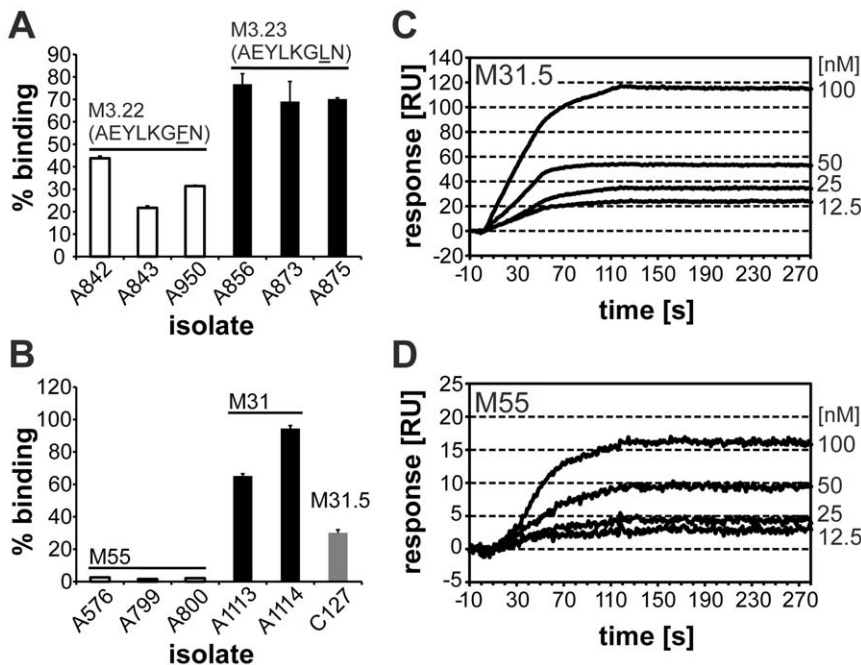 A
M3.23
(AEYLKGLN)
M3.22
(AEYLKGFN)
% binding
90
80
70
60
50
40
30
20
10
0
A842
A843
A950
A856
A873
A875
isolate
B
% binding
120
100
80
60
40
20
0
M31
M31.5
M55
A576
A799
A800
A1113
A1114
C127
isolate
C
M31.5
[nM]
response [RU]
140
120
100
80
60
40
20
0
-20
100
50
25
12.5
-10 30 70 110 150 190 230 270
time [s]
D
M55
[nM]
response [RU]
25
20
15
10
5
0
-5
100
50
25
12.5
-10 30 70 110 150 190 230 270
time [s]